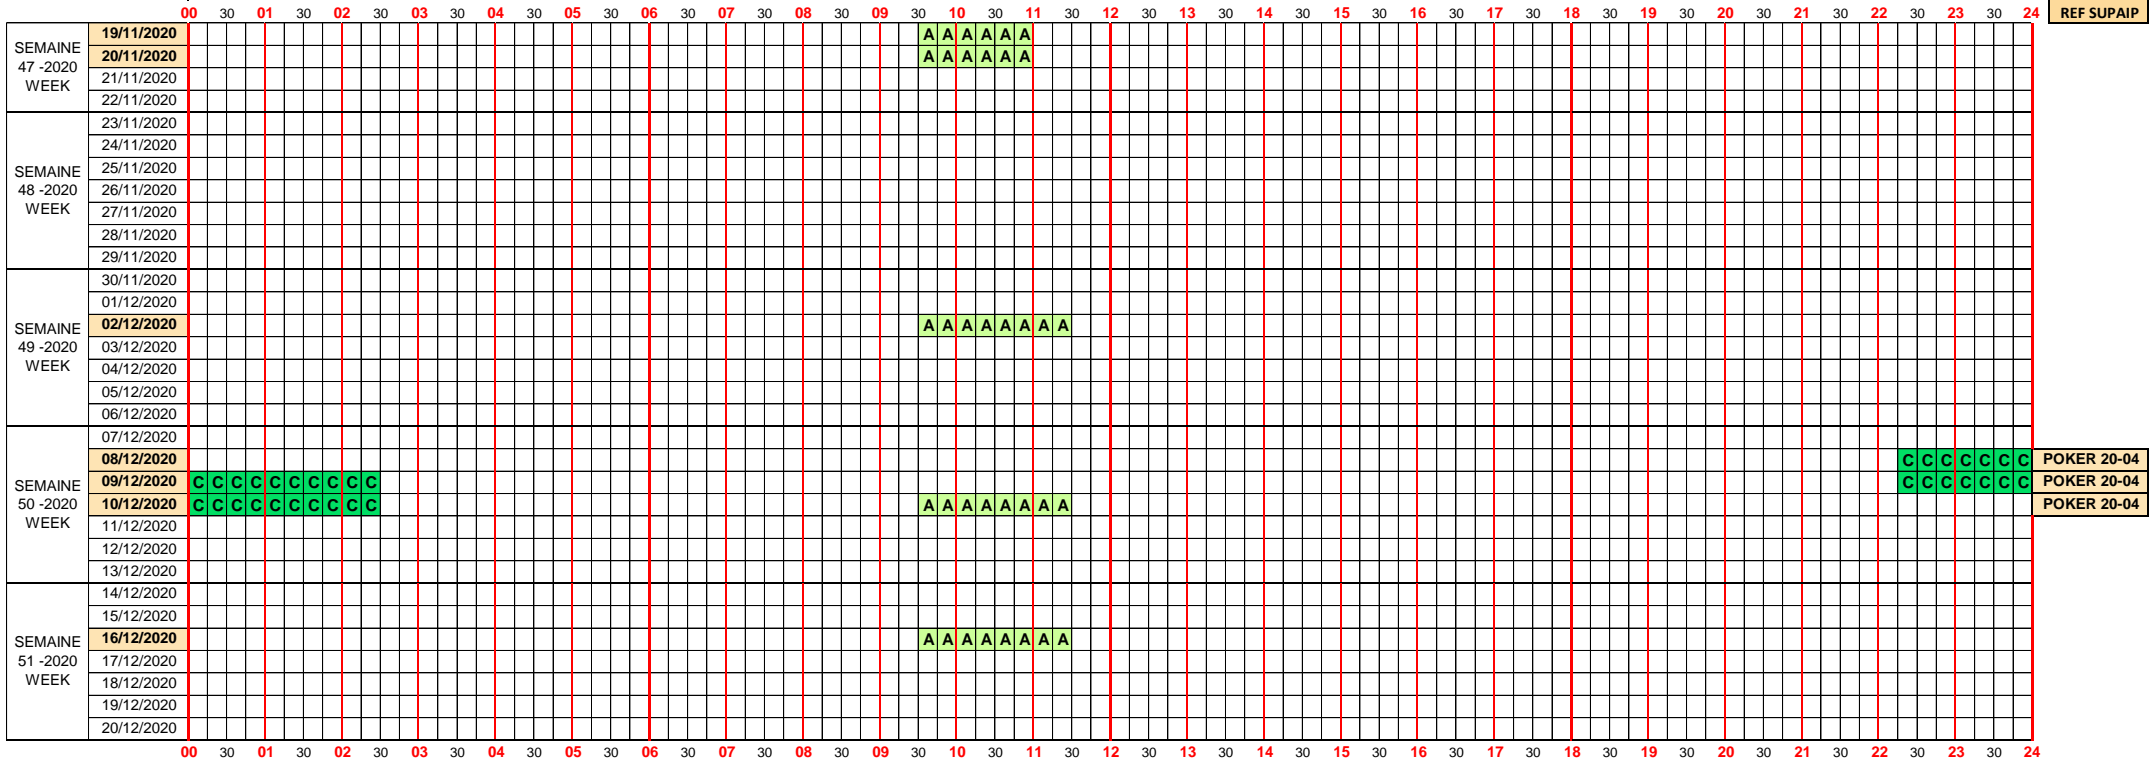 00 30 01 30 02 30 03 30 04 30 05 30 06 30 07 30 08 30 09 30 10 30 11 30 12 30 13 30 14 30 15 30 16 30 17 30 18 30 19 30 20 30 21 30 22 30 23 30 24 REF SUPAIP
SEMAINE
47 -2020
WEEK
19/11/2020 A A A A A A
20/11/2020 A A A A A A
21/11/2020
22/11/2020
SEMAINE
48 -2020
WEEK
23/11/2020
24/11/2020
25/11/2020
26/11/2020
27/11/2020
28/11/2020
29/11/2020
SEMAINE
49 -2020
WEEK
30/11/2020
01/12/2020
02/12/2020 A A A A A A A A
03/12/2020
04/12/2020
05/12/2020
06/12/2020
SEMAINE
50 -2020
WEEK
07/12/2020
08/12/2020 C C C C C C C POKER 20-04
09/12/2020 C C C C C C C C C C C C C C C C C POKER 20-04
10/12/2020 C C C C C C C C C C A A A A A A A A POKER 20-04
11/12/2020
12/12/2020
13/12/2020
SEMAINE
51 -2020
WEEK
14/12/2020
15/12/2020
16/12/2020 A A A A A A A A
17/12/2020
18/12/2020
19/12/2020
20/12/2020
00 30 01 30 02 30 03 30 04 30 05 30 06 30 07 30 08 30 09 30 10 30 11 30 12 30 13 30 14 30 15 30 16 30 17 30 18 30 19 30 20 30 21 30 22 30 23 30 24